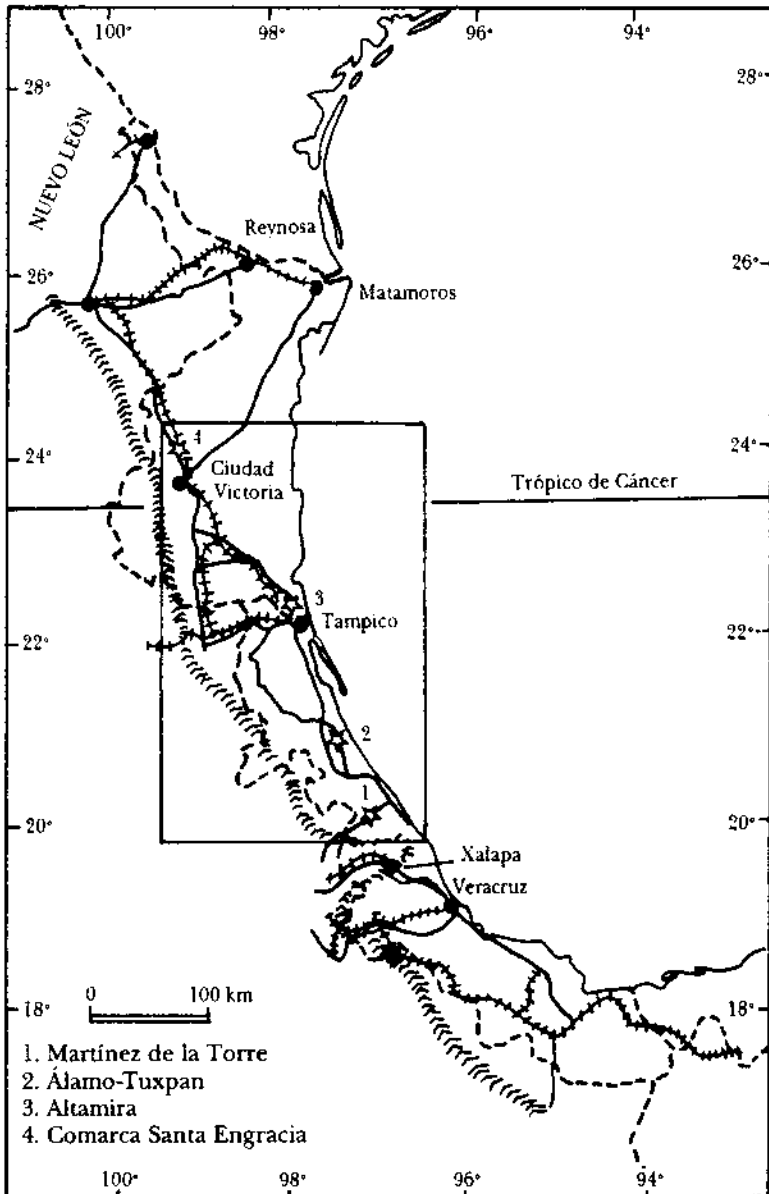 100°
98°
96°
94°
28°
28°
NUEVO LEÓN
Reynosa
26°
26°
Matamoros
4
24°
24°
Ciudad
Victoria
Trópico de Cáncer
3
Tampico
22°
22°
2
1
20°
20°
Xalapa
Veracruz
0 100 km
18°
18°
1. Martínez de la Torre
2. Álamo-Tuxpan
3. Altamira
4. Comarca Santa Engracia
100°
98°
96°
94°